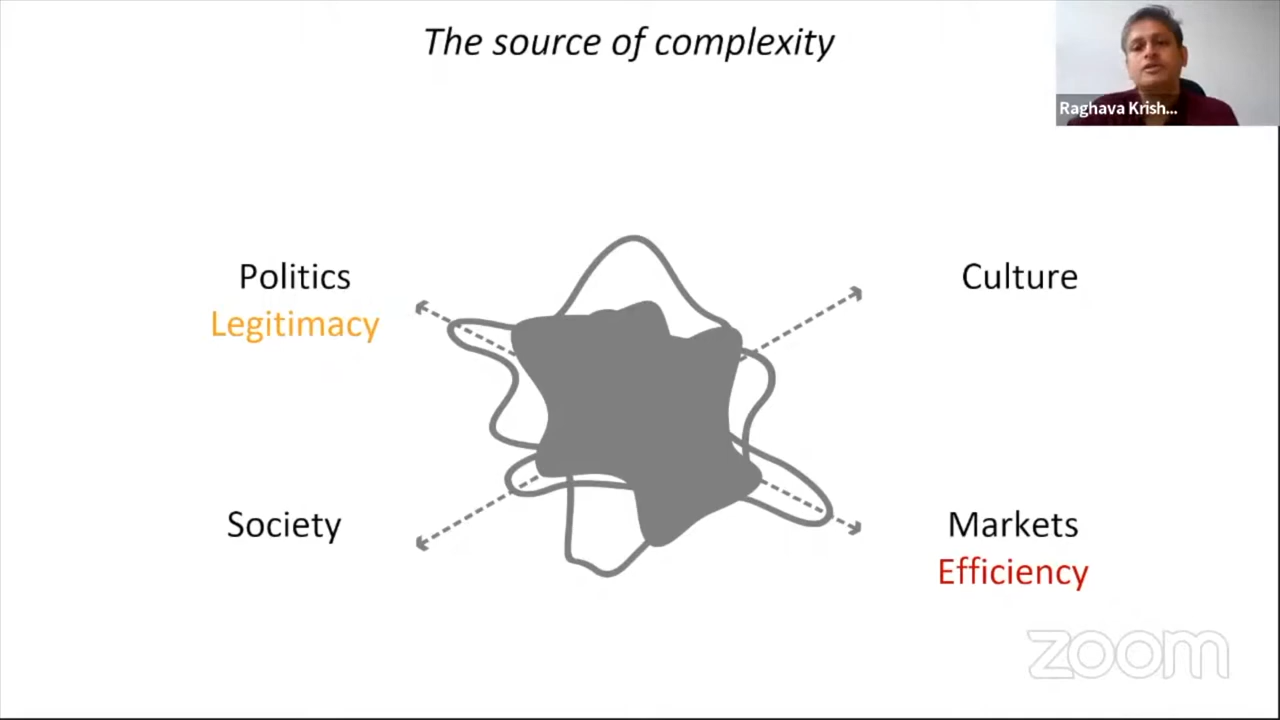 The source of complexity
Raghava Krish...
Politics
Legitimacy
Culture
Society
Markets
Efficiency
zoom